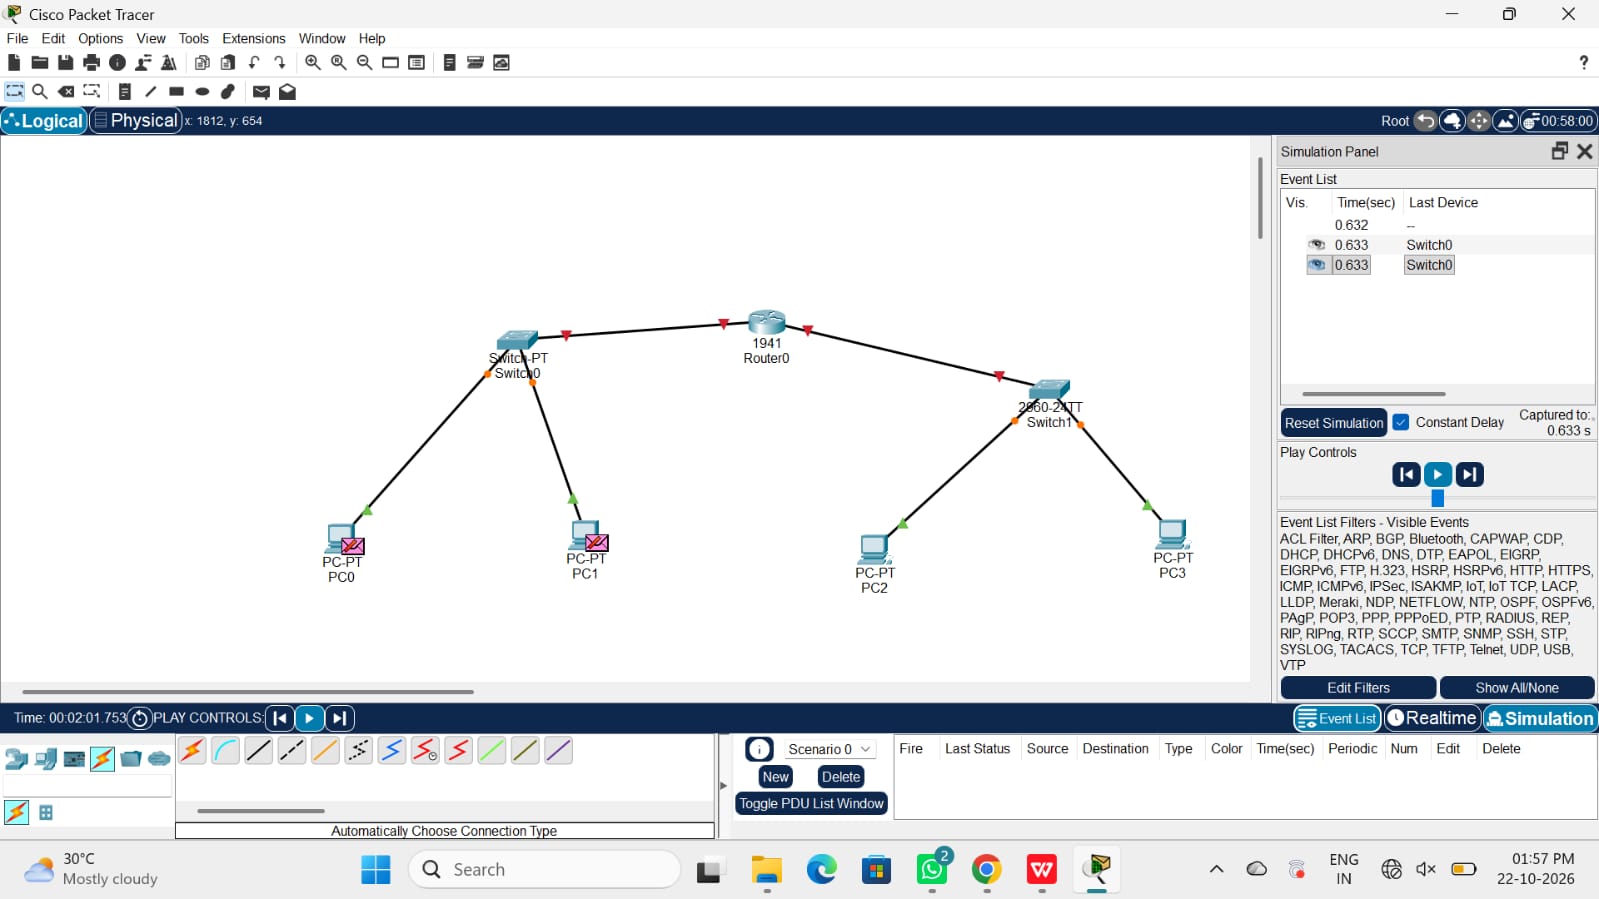 Cisco Packet Tracer
File Edit Options View Tools Extensions Window Help
?
Logical Physical x: 1812, y: 654 Root 00:58:00
Simulation Panel
Event List
Vis. Time(sec) Last Device
0.632 --
0.633 Switch0
0.633 Switch0
Reset Simulation Constant Delay Captured to:
0.633 s
Play Controls
Event List Filters - Visible Events
ACL Filter, ARP, BGP, Bluetooth, CAPWAP, CDP,
DHCP, DHCPv6, DNS, DTP, EAPOL, EIGRP,
EIGRPv6, FTP, H.323, HSRP, HSRPv6, HTTP, HTTPS,
ICMP, ICMPv6, IPSec, ISAKMP, IoT, IoT TCP, LACP,
LLDP, Meraki, NDP, NETFLOW, NTP, OSPF, OSPFv6,
PAgP, POP3, PPP, PPPoED, PTP, RADIUS, REP,
RIP, RIPng, RTP, SCCP, SMTP, SNMP, SSH, STP,
SYSLOG, TACACS, TCP, TFTP, Telnet, UDP, USB,
VTP
Edit Filters Show All/None
1941
Router0
Switch-PT
Switch0
2960-24TT
Switch1
PC-PT
PC0
PC-PT
PC1
PC-PT
PC2
PC-PT
PC3
Time: 00:02:01.753 PLAY CONTROLS: Event List Realtime Simulation
Automatically Choose Connection Type
Scenario 0
New Delete
Toggle PDU List Window
Fire Last Status Source Destination Type Color Time(sec) Periodic Num Edit Delete
30°C
Mostly cloudy
Search
2
ENG
IN
01:57 PM
22-10-2026